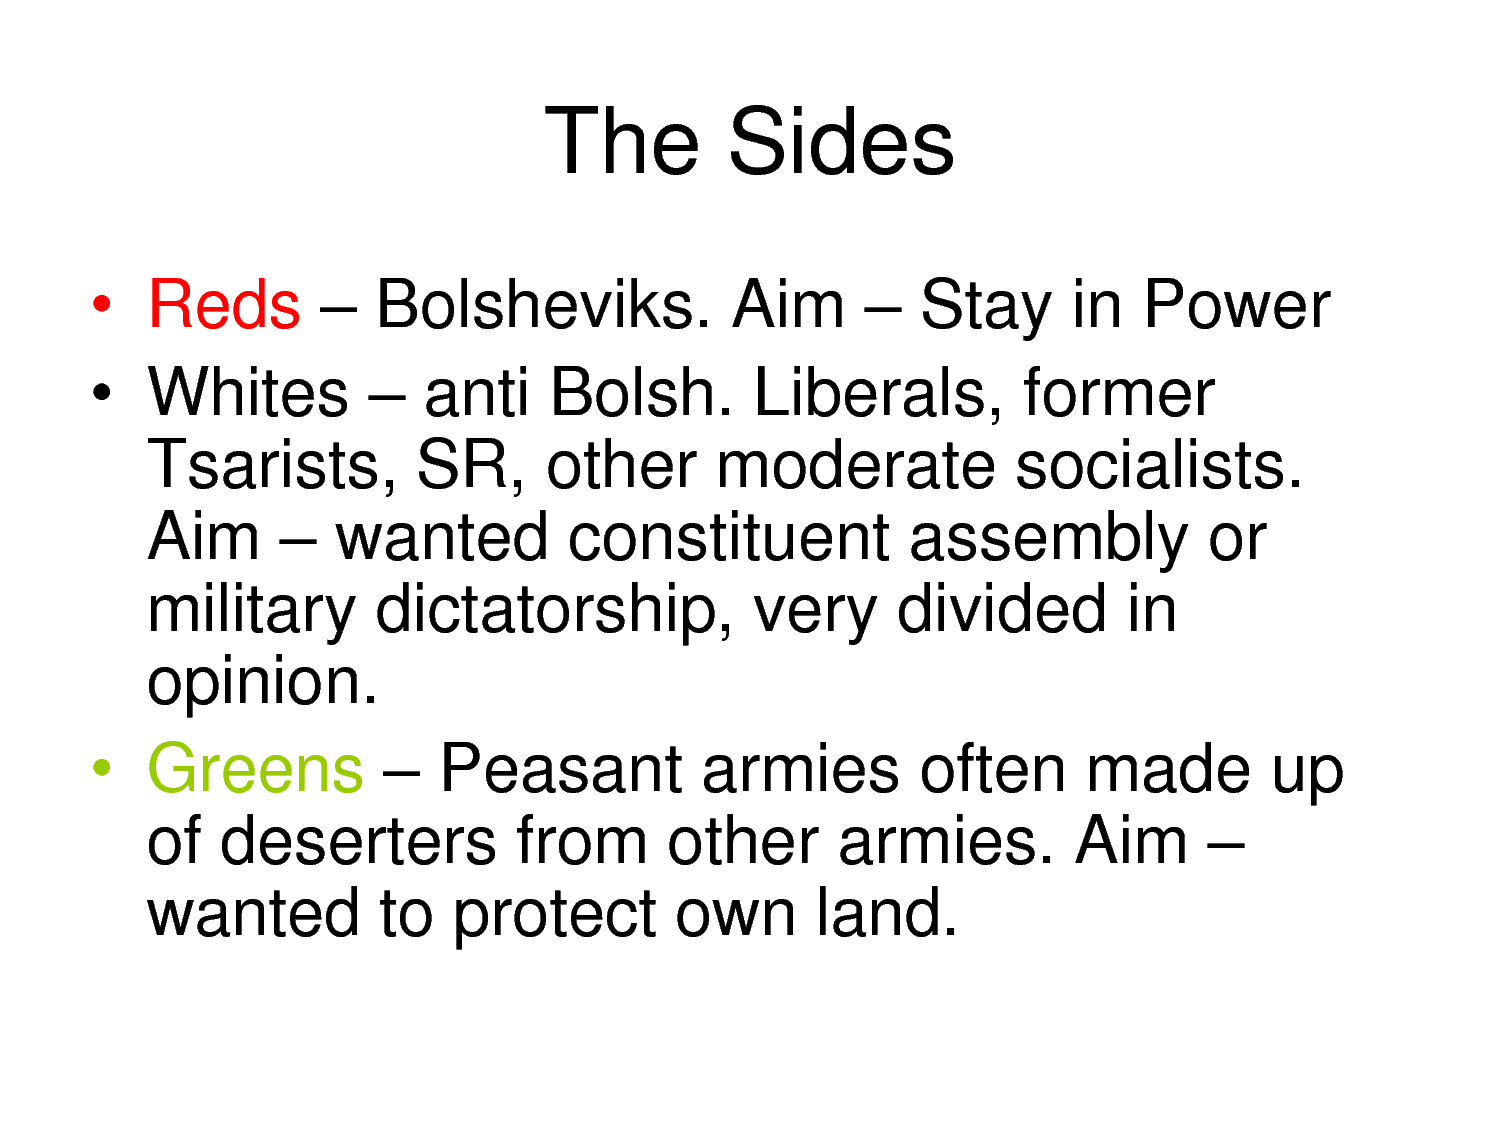 The Sides
• Reds – Bolsheviks. Aim – Stay in Power
• Whites – anti Bolsh. Liberals, former
Tsarists, SR, other moderate socialists.
Aim – wanted constituent assembly or
military dictatorship, very divided in
opinion.
• Greens – Peasant armies often made up
of deserters from other armies. Aim –
wanted to protect own land.